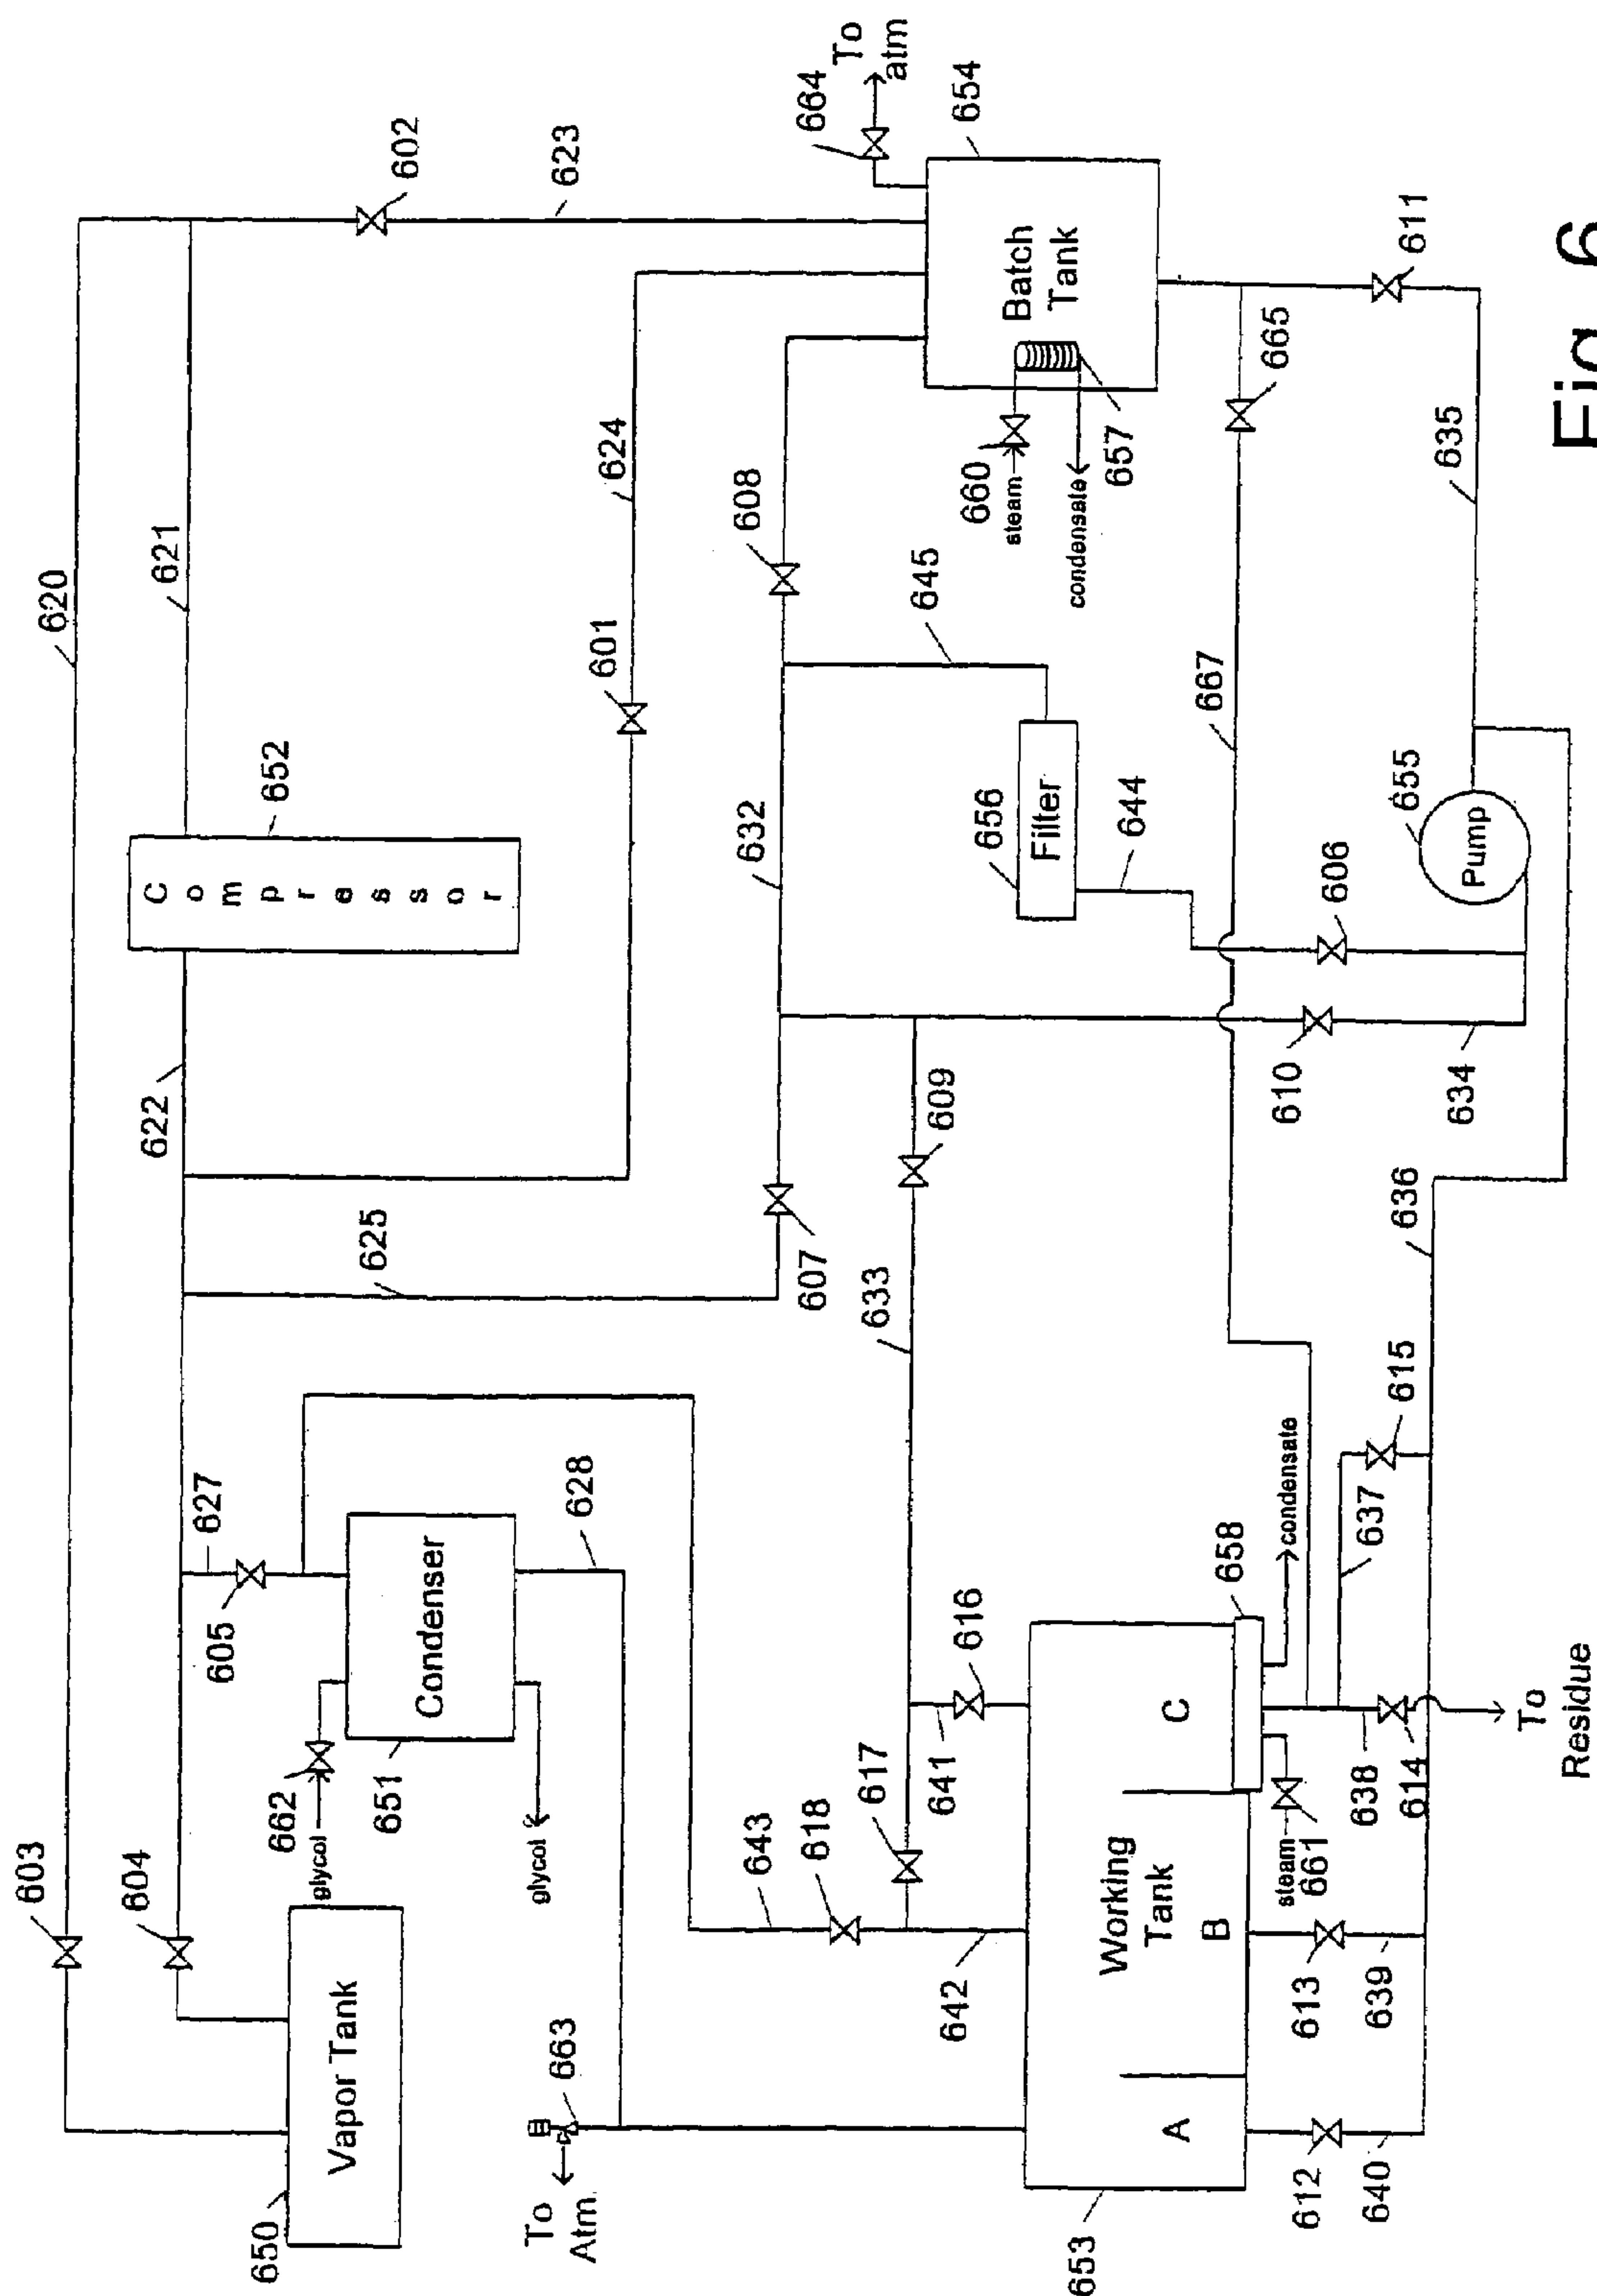 603
620
604
622
621
602
To
atm
664
623
654
650
Vapor Tank
662
glycol
605
627
Condenser
651
628
glycol
625
C
o
m
p
r
e
s
s
o
r
652
601
624
608
660
steam
condensate
657
Batch
Tank
To
Atm
663
643
618
617
642
641
616
633
609
607
632
645
656
Filter
644
667
665
611
653
A
Working
Tank
B
C
658
condensate
steam
661
612
640
613
639
638
614
637
615
636
610
634
606
655
Pump
635
To
Residue
Fig. 6